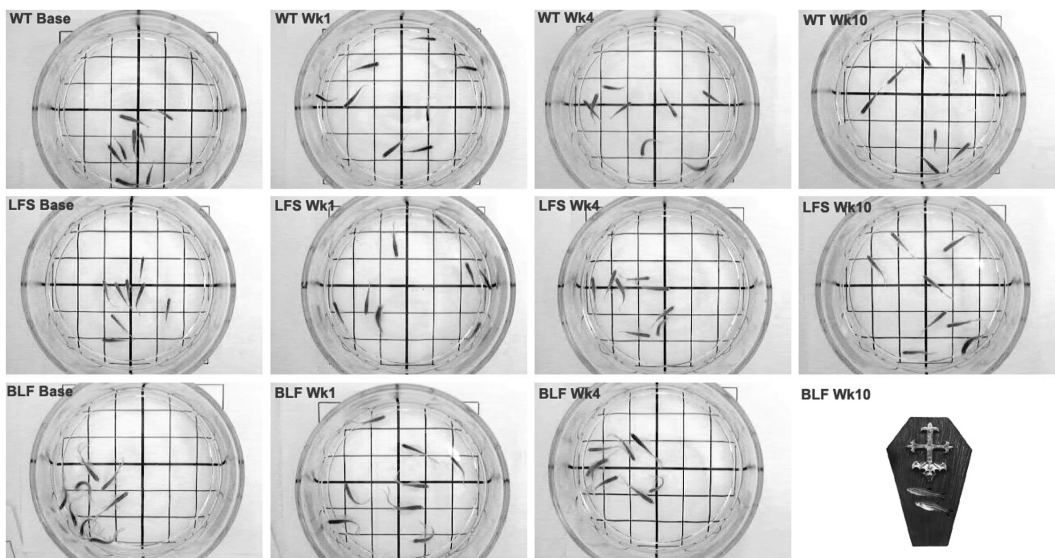 WT Base
WT Wk1
WT Wk4
WT Wk10
LFS Base
LFS Wk1
LFS Wk4
LFS Wk10
BLF Base
BLF Wk1
BLF Wk4
BLF Wk10